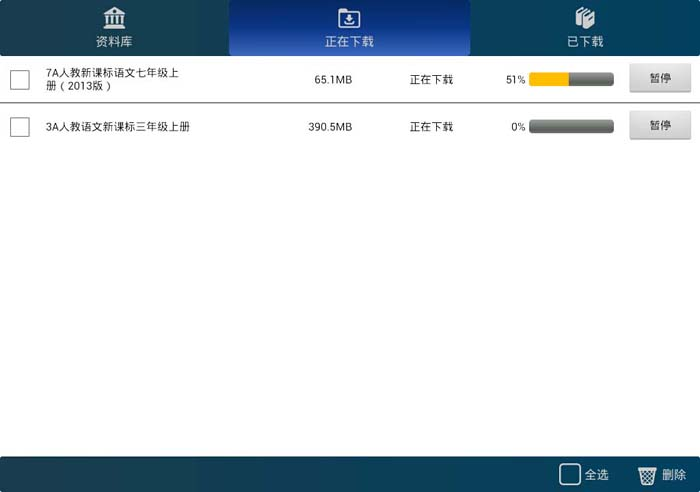 资料库
正在下载
已下载
7A人教新课标语文七年级上
册（2013版）
65.1MB
正在下载
51%
暂停
3A人教语文新课标三年级上册
390.5MB
正在下载
0%
暂停
全选
删除